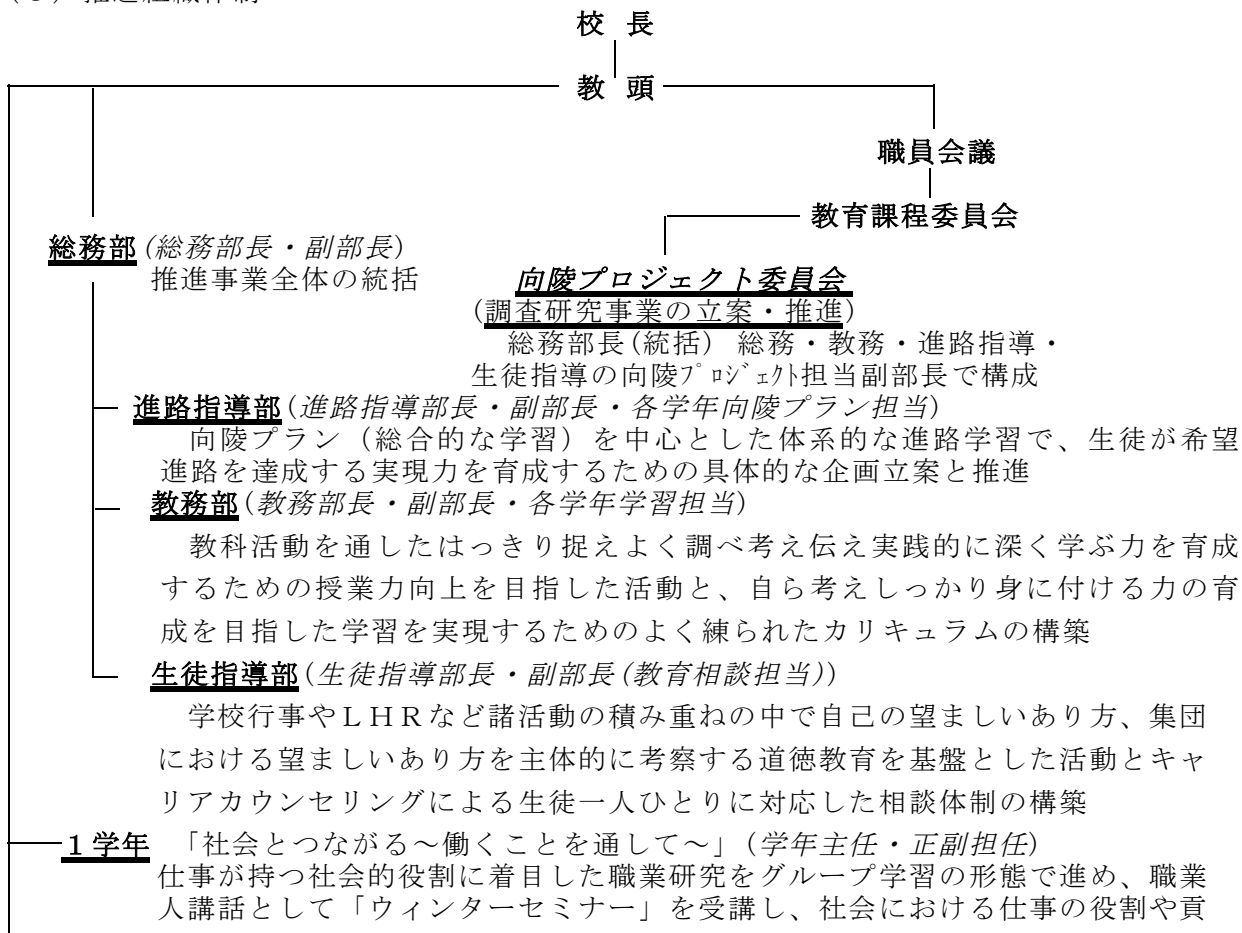 校 長
教 頭
職員会議
教育課程委員会
総務部(総務部長・副部長)
推進事業全体の統括
向陵プロジェクト委員会
(調査研究事業の立案・推進)
総務部長(統括) 総務・教務・進路指導・
生徒指導の向陵ﾌﾟﾛｼﾞｪｸﾄ担当副部長で構成
進路指導部(進路指導部長・副部長・各学年向陵プラン担当)
向陵プラン（総合的な学習）を中心とした体系的な進路学習で、生徒が希望
進路を達成する実現力を育成するための具体的な企画立案と推進
教務部(教務部長・副部長・各学年学習担当)
教科活動を通したはっきり捉えよく調べ考え伝え実践的に深く学ぶ力を育成
するための授業力向上を目指した活動と、自ら考えしっかり身に付ける力の育
成を目指した学習を実現するためのよく練られたカリキュラムの構築
生徒指導部(生徒指導部長・副部長(教育相談担当))
学校行事やＬＨＲなど諸活動の積み重ねの中で自己の望ましいあり方、集団
における望ましいあり方を主体的に考察する道徳教育を基盤とした活動とキャ
リアカウンセリングによる生徒一人ひとりに対応した相談体制の構築
1学年 「社会とつながる～働くことを通して～」(学年主任・正副担任)
仕事が持つ社会的役割に着目した職業研究をグループ学習の形態で進め、職業
人講話として「ウィンターセミナー」を受講し、社会における仕事の役割や貢